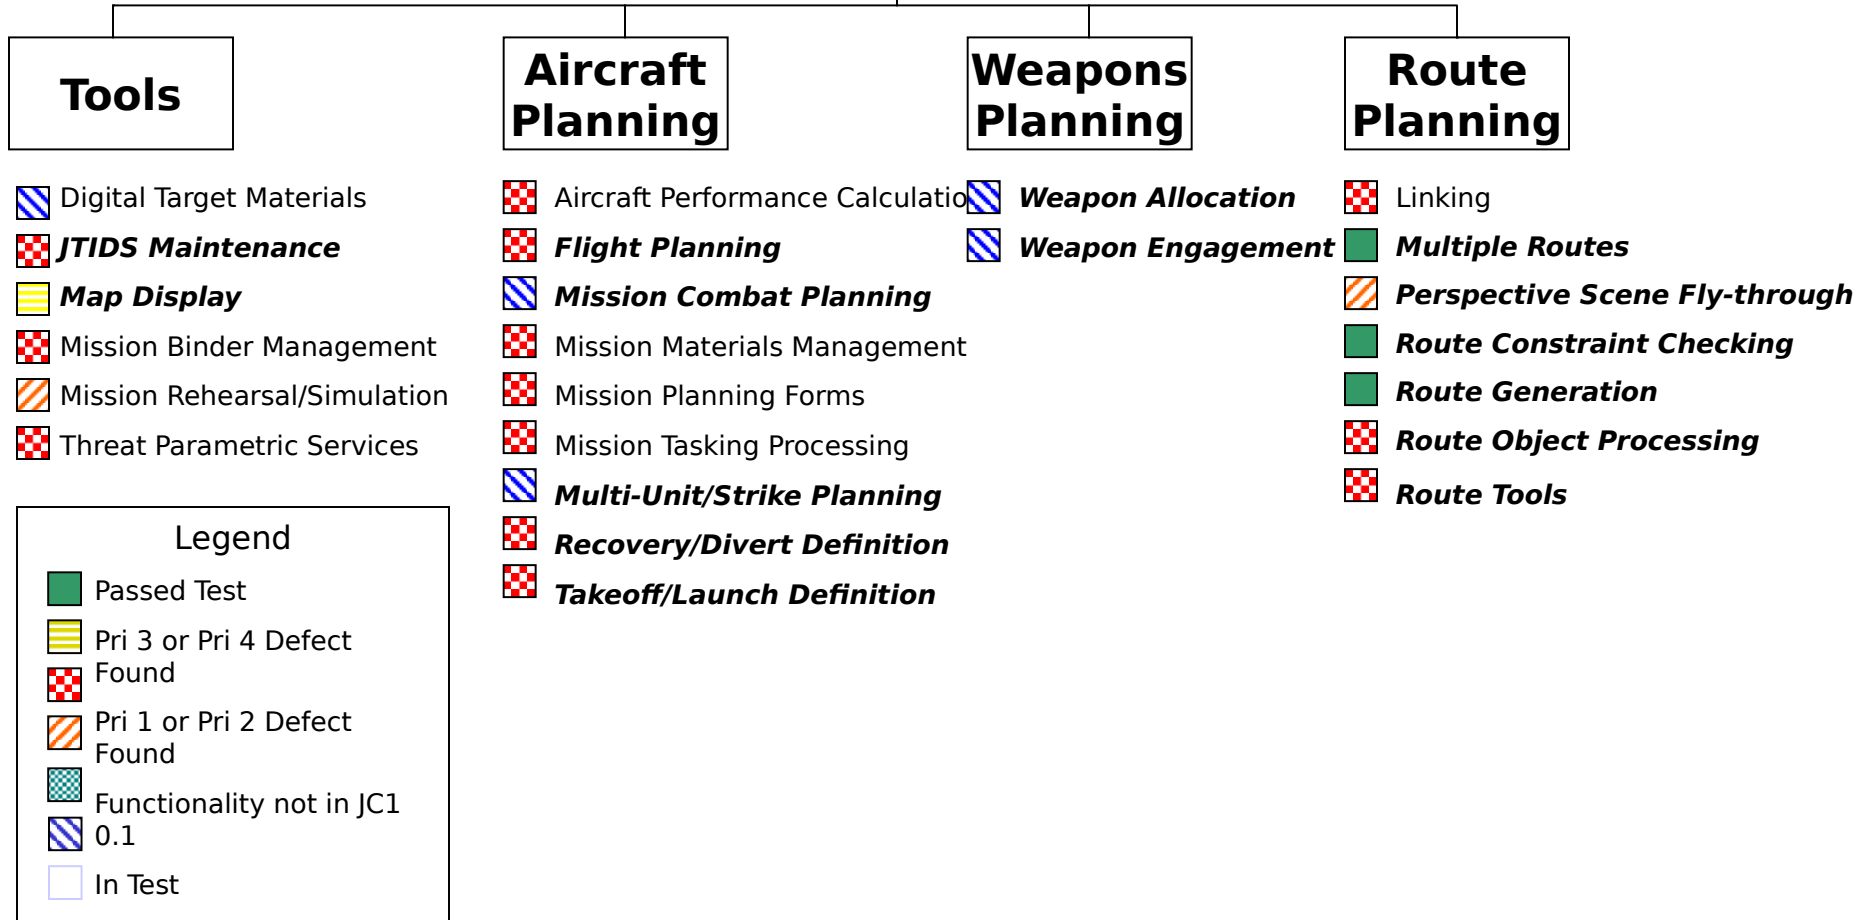 Tools
Aircraft
Planning
Weapons
Planning
Route
Planning
Digital Target Materials
JTIDS Maintenance
Map Display
Mission Binder Management
Mission Rehearsal/Simulation
Threat Parametric Services
Aircraft Performance Calculatio
Flight Planning
Mission Combat Planning
Mission Materials Management
Mission Planning Forms
Mission Tasking Processing
Multi-Unit/Strike Planning
Recovery/Divert Definition
Takeoff/Launch Definition
Weapon Allocation
Weapon Engagement
Linking
Multiple Routes
Perspective Scene Fly-through
Route Constraint Checking
Route Generation
Route Object Processing
Route Tools
Legend
Passed Test
Pri 3 or Pri 4 Defect
Found
Pri 1 or Pri 2 Defect
Found
Functionality not in JC1
0.1
In Test